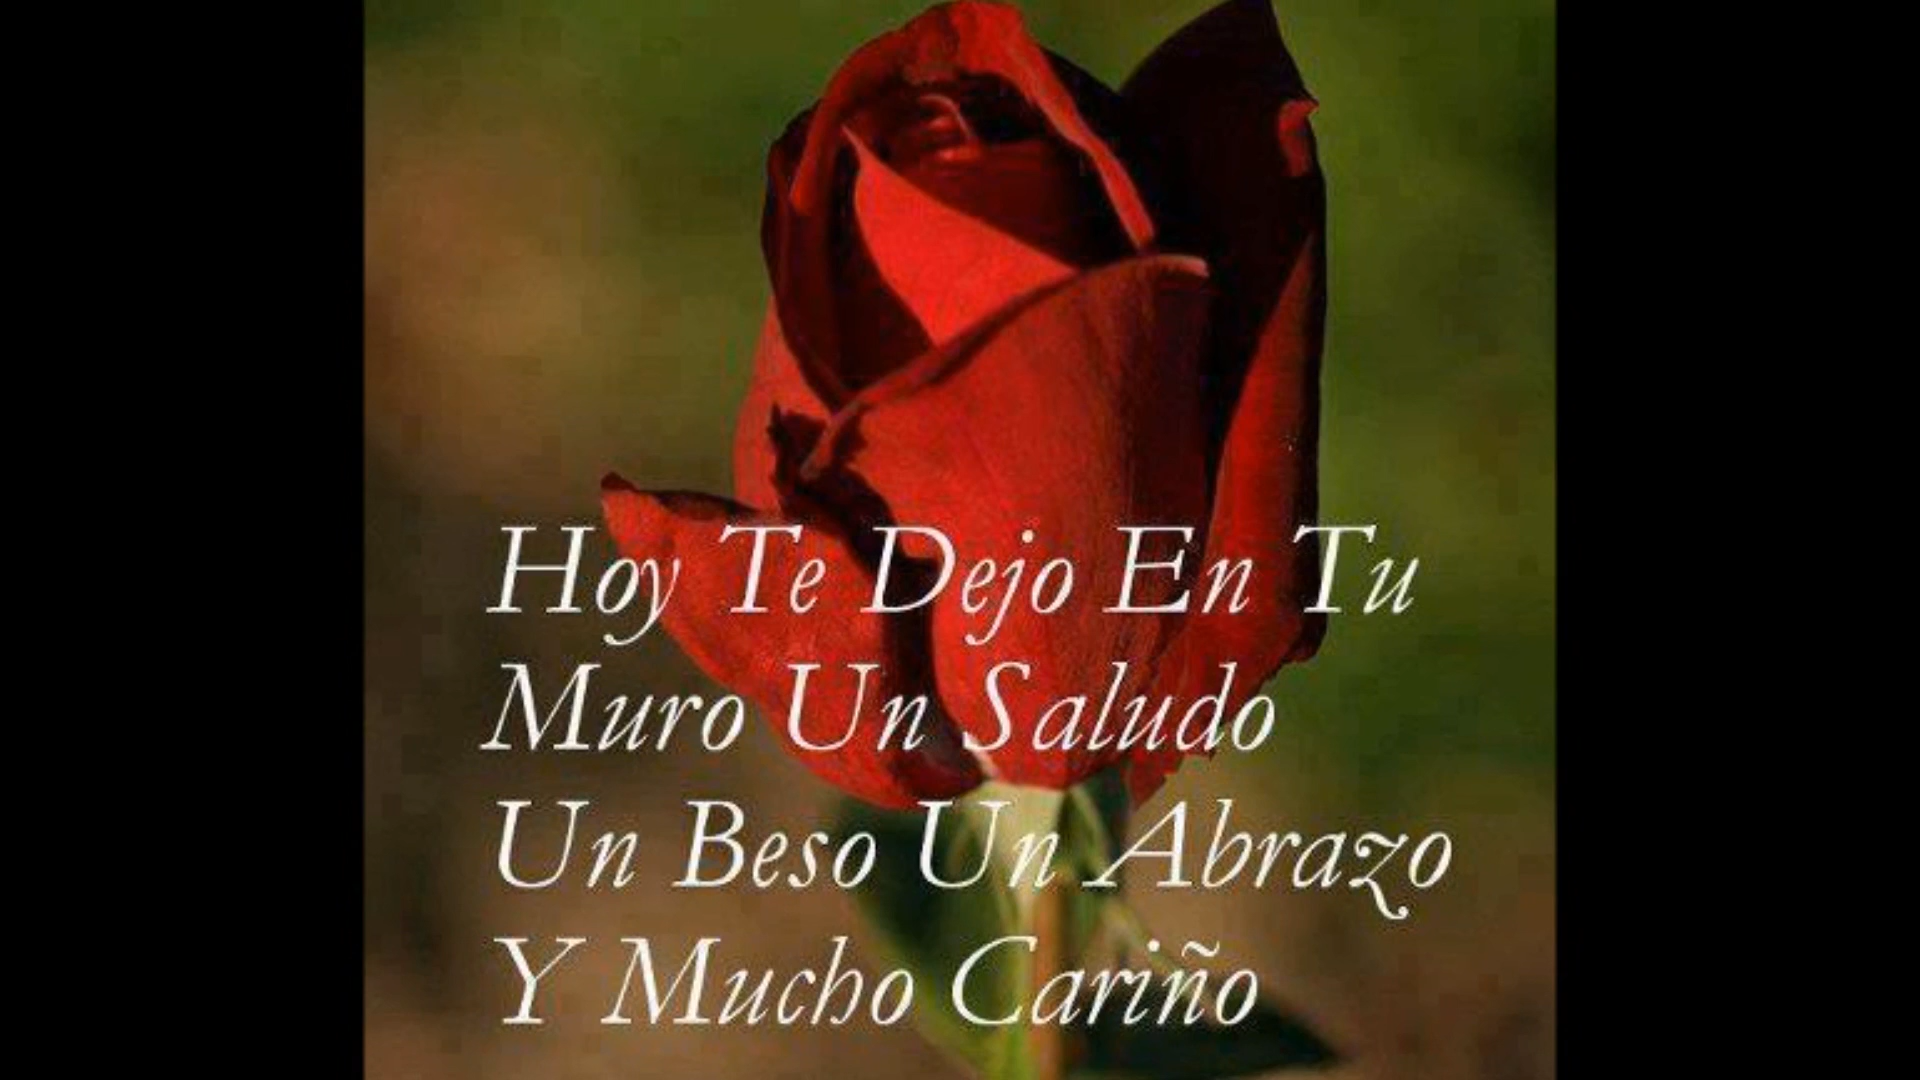 Hoy Te Dejo En Tu
Muro Un Saludo
Un Beso Un Abrazo
Y Mucho Cariño